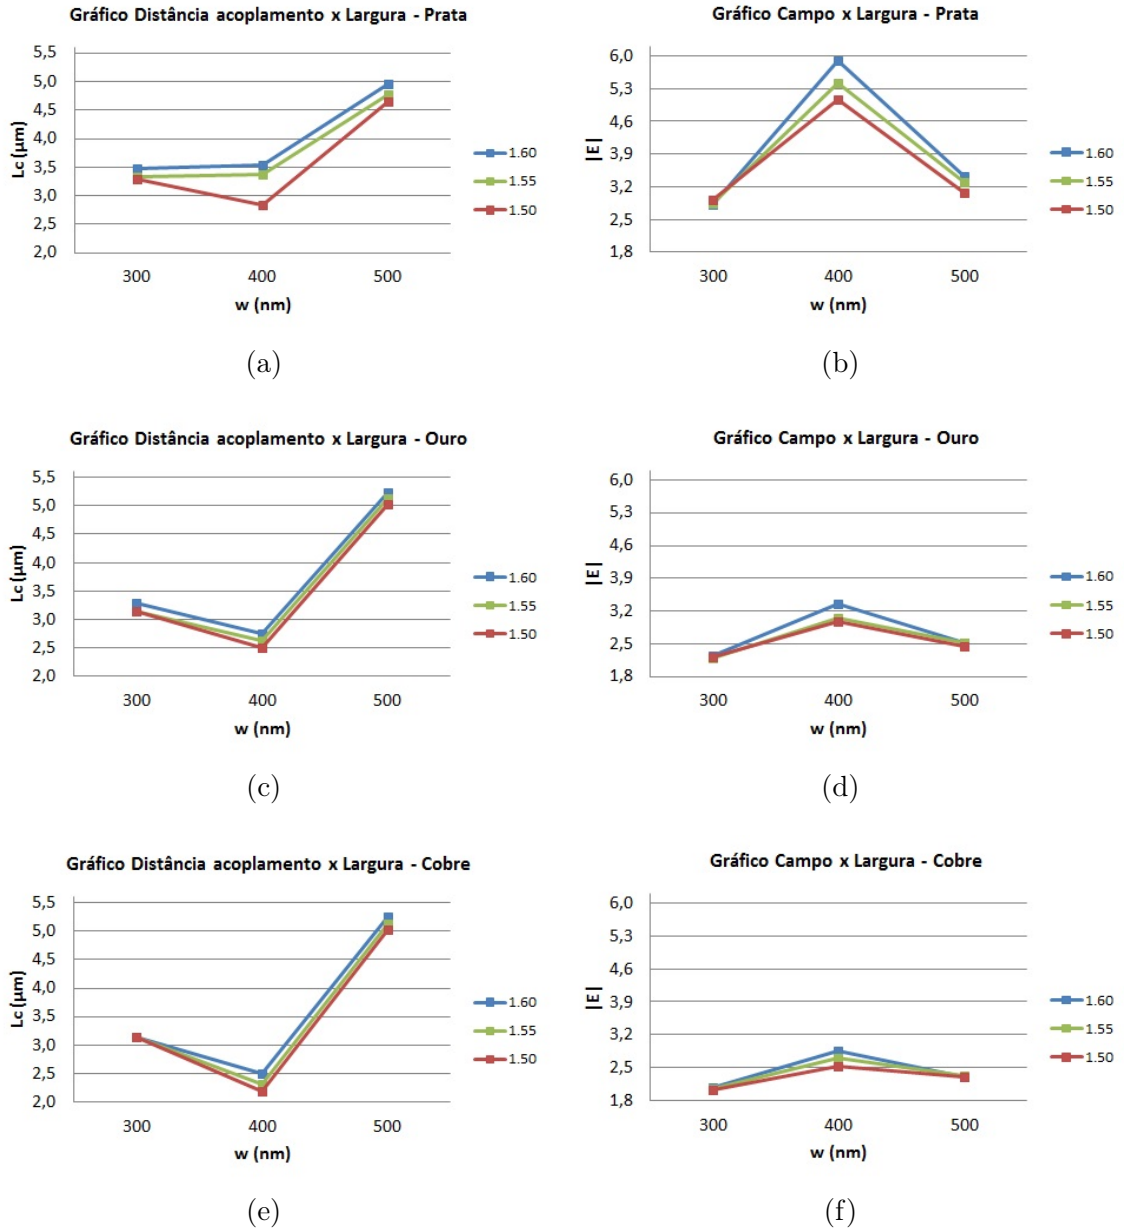 Gráfico Distância acoplamento x Largura - Prata
5,5
5,0
4,5
4,0
3,5
3,0
2,5
2,0
Lc (µm)
300 400 500
w (nm)
1.60
1.55
1.50
(a)
Gráfico Campo x Largura - Prata
6,0
5,3
4,6
3,9
3,2
2,5
1,8
|E|
300 400 500
w (nm)
1.60
1.55
1.50
(b)
Gráfico Distância acoplamento x Largura - Ouro
5,5
5,0
4,5
4,0
3,5
3,0
2,5
2,0
Lc (µm)
300 400 500
w (nm)
1.60
1.55
1.50
(c)
Gráfico Campo x Largura - Ouro
6,0
5,3
4,6
3,9
3,2
2,5
1,8
|E|
300 400 500
w (nm)
1.60
1.55
1.50
(d)
Gráfico Distância acoplamento x Largura - Cobre
5,5
5,0
4,5
4,0
3,5
3,0
2,5
2,0
Lc (µm)
300 400 500
w (nm)
1.60
1.55
1.50
(e)
Gráfico Campo x Largura - Cobre
6,0
5,3
4,6
3,9
3,2
2,5
1,8
|E|
300 400 500
w (nm)
1.60
1.55
1.50
(f)